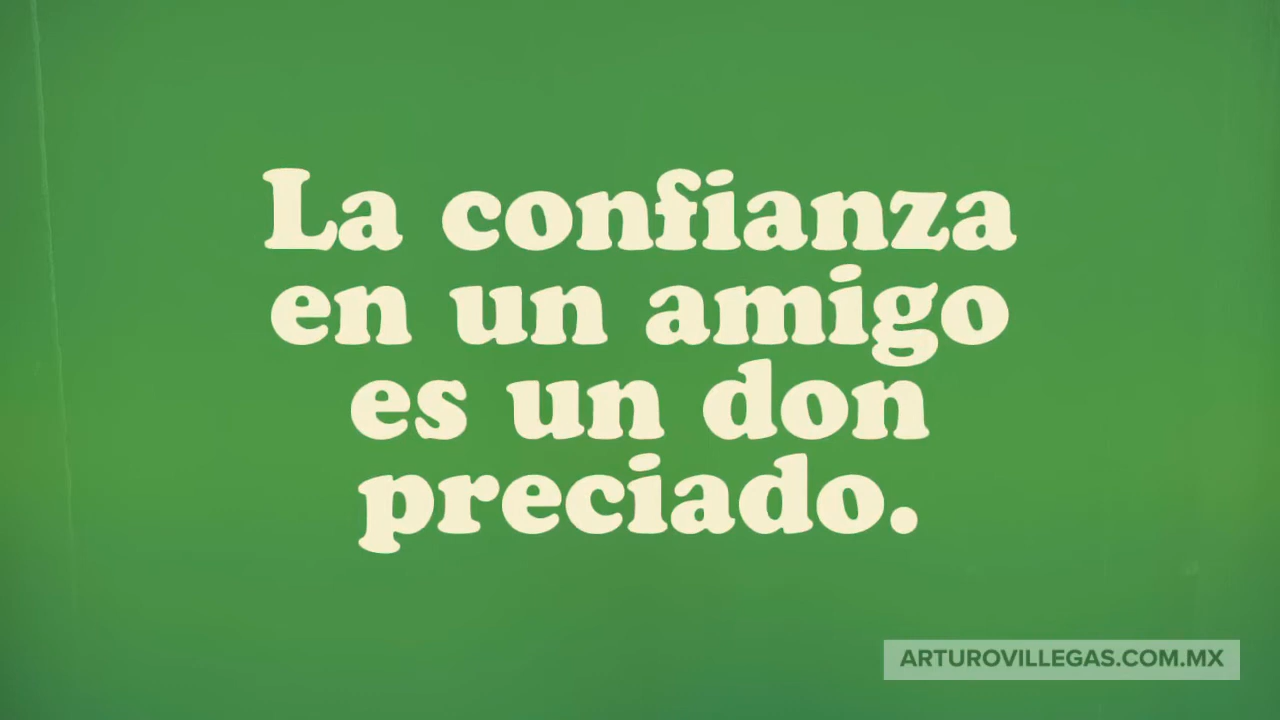 La confianza
en un amigo
es un don
preciado.
ARTUROVILLEGAS.COM.MX